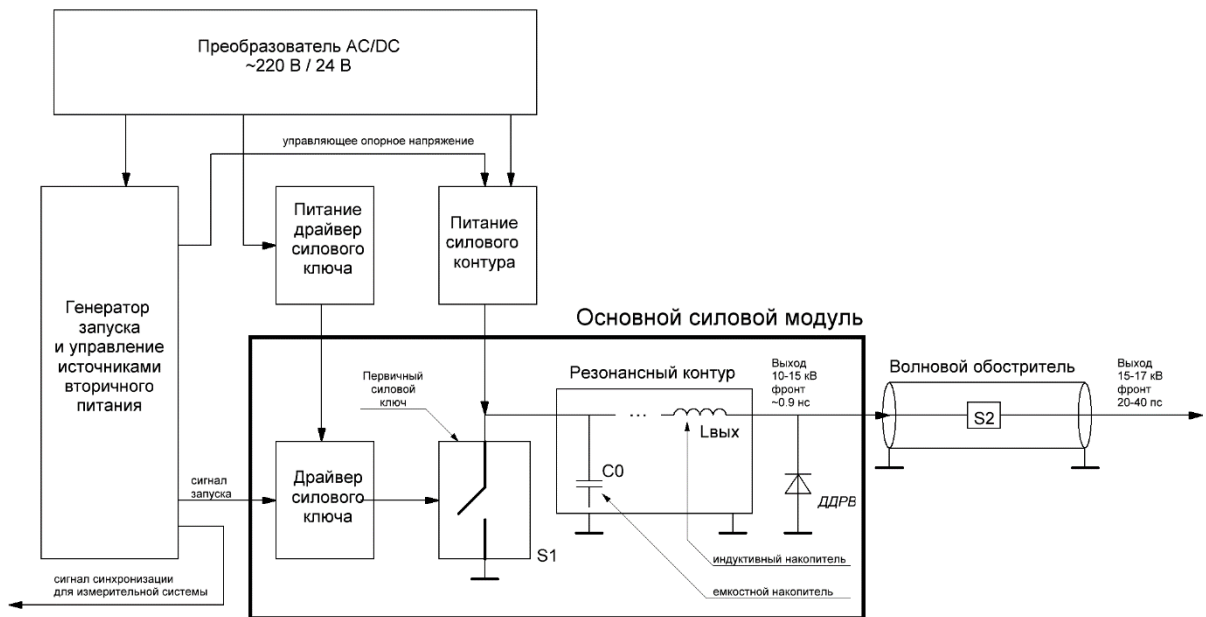 Преобразователь AC/DC
~220 В / 24 В
управляющее опорное напряжение
Питание
драйвер
силового
ключа
Питание
силового
контура
Генератор
запуска
и управление
источниками
вторичного
питания
Основной силовой модуль
Первичный
силовой
ключ
Резонансный контур
Выход
10-15 кВ
фронт
~0.9 нс
Волновой обостритель
Выход
15-17 кВ
фронт
20-40 пс
...
Lвых
S2
C0
сигнал
запуска
Драйвер
силового
ключа
ДДРВ
S1
индуктивный накопитель
емкостной накопитель
сигнал синхронизации
для измерительной системы